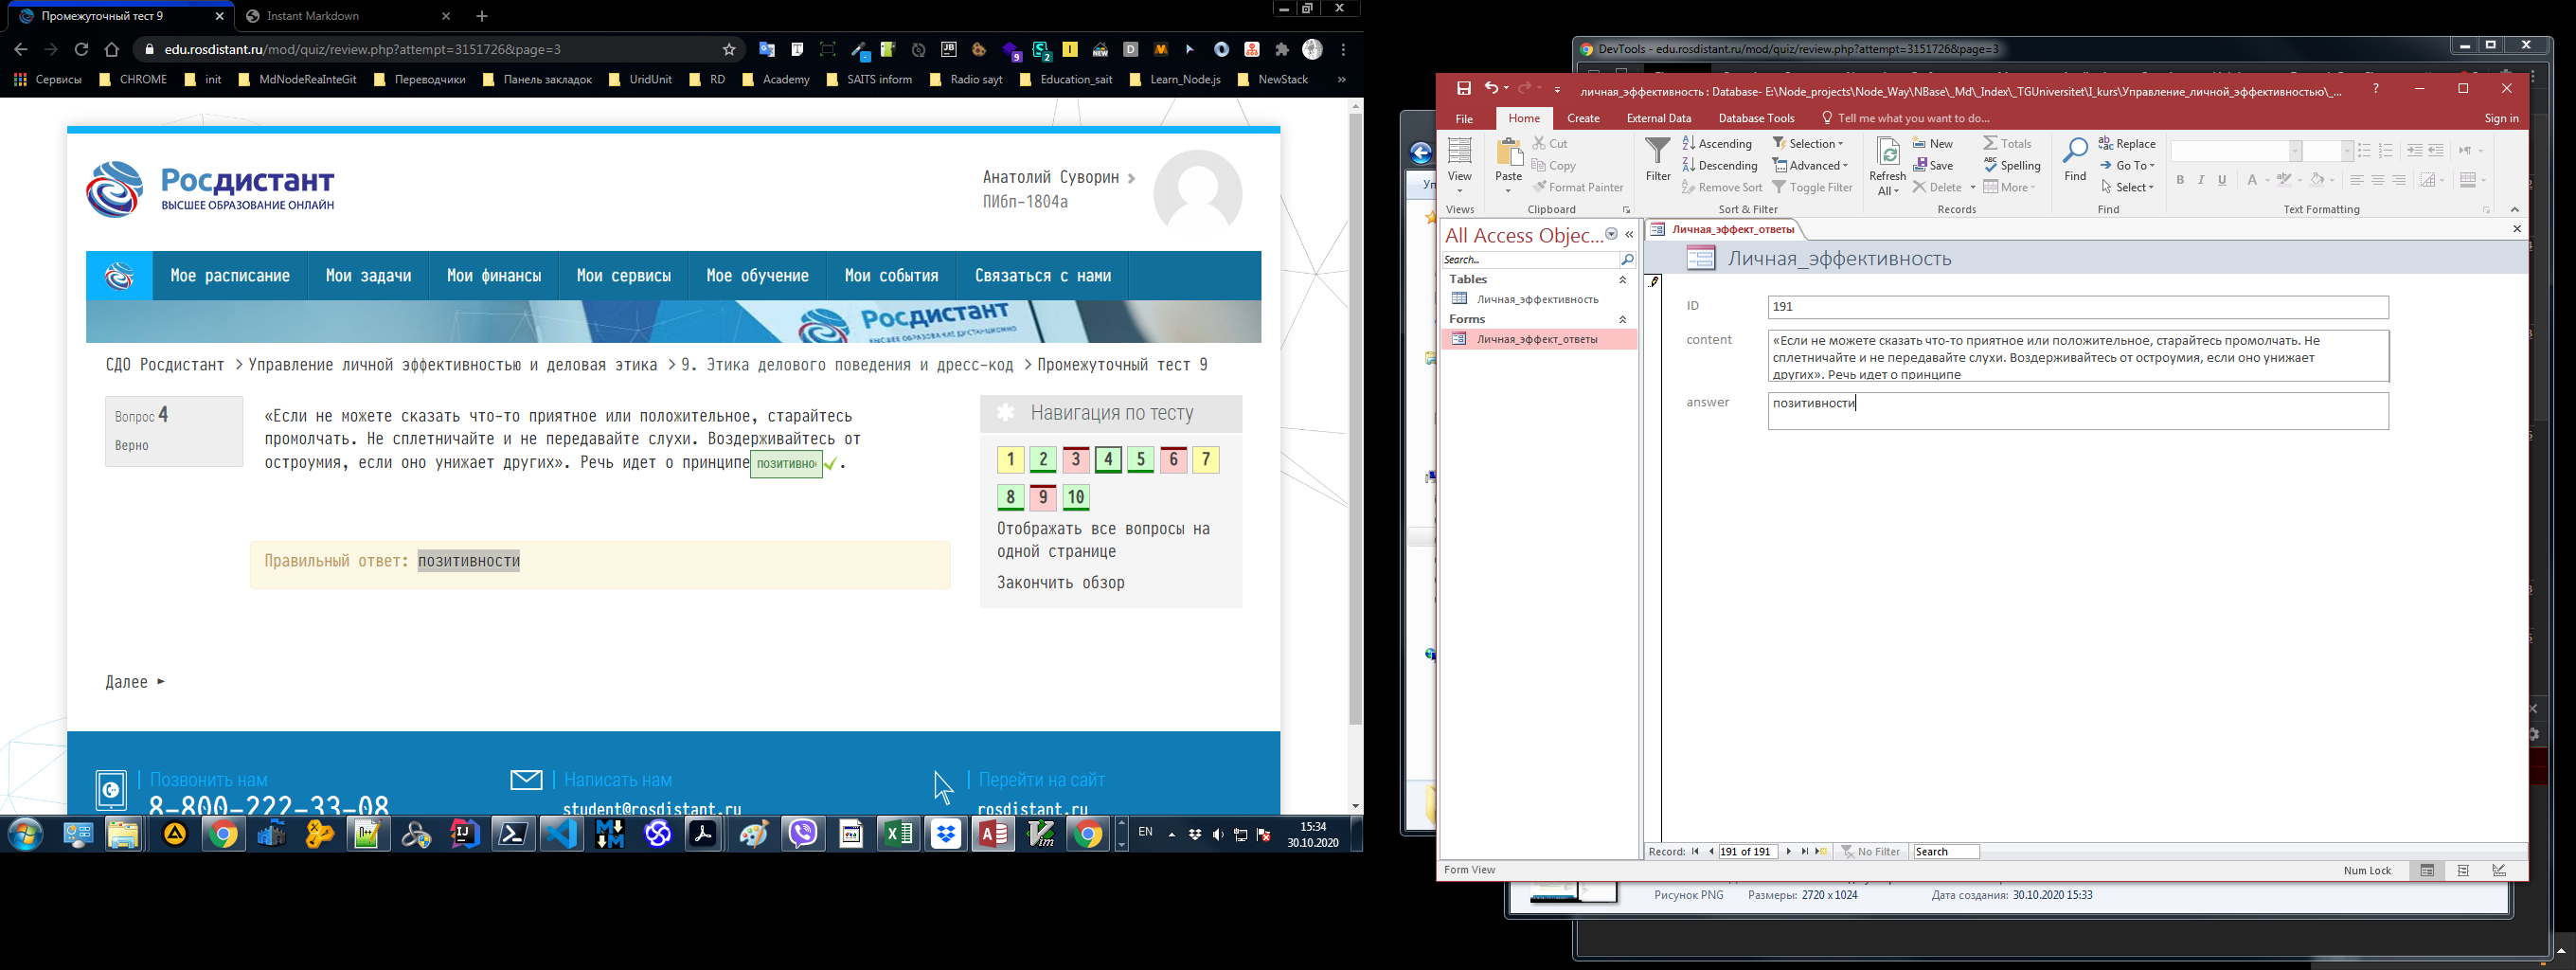 Промежуточный тест 9
Instant Markdown
edu.rosdistant.ru/mod/quiz/review.php?attempt=3151726&page=3
Сервисы CHROME init MdNodeReaInteGit Переводчики Панель закладок UridUnit RD Academy SAITS inform Radio sayt Education_sait Learn_Node.js NewStack »
Росдистант
ВЫСШЕЕ ОБРАЗОВАНИЕ ОНЛАЙН
Анатолий Суворин
ПИбп-1804а
Мое расписание Мои задачи Мои финансы Мои сервисы Мое обучение Мои события Связаться с нами
Росдистант
СДО Росдистант > Управление личной эффективностью и деловая этика > 9. Этика делового поведения и дресс-код > Промежуточный тест 9
Вопрос 4
Верно
«Если не можете сказать что-то приятное или положительное, старайтесь
промолчать. Не сплетничайте и не передавайте слухи. Воздерживайтесь от
остроумия, если оно унижает других». Речь идет о принципе позитивно .
Правильный ответ: позитивности
Навигация по тесту
1 2 3 4 5 6 7
8 9 10
Отображать все вопросы на
одной странице
Закончить обзор
Далее ►
Позвонить нам
8-800-222-33-08
Написать нам
student@rosdistant.ru
Перейти на сайт
rosdistant.ru
EN
15:34
30.10.2020
DevTools - edu.rosdistant.ru/mod/quiz/review.php?attempt=3151726&page=3
личная_эффективность : Database- E:\Node_projects\Node_Way\NBase\_Md\_Index\_TGUniversitet\I_kurs\Управление_личной_эффективностью\_...
File Home Create External Data Database Tools Tell me what you want to do... Sign in
View
Views
Paste
Cut
Copy
Format Painter
Clipboard
Filter
Ascending
Descending
Remove Sort
Selection
Advanced
Toggle Filter
Sort & Filter
Refresh
All
New
Save
Delete
Totals
Spelling
More
Records
Find
Replace
Go To
Select
Find
B I U A
Text Formatting
All Access Objec...
Search...
Tables
Личная_эффективность
Forms
Личная_эффект_ответы
Личная_эффект_ответы
Личная_эффективность
ID 191
content «Если не можете сказать что-то приятное или положительное, старайтесь промолчать. Не
сплетничайте и не передавайте слухи. Воздерживайтесь от остроумия, если оно унижает
других». Речь идет о принципе
answer позитивности
Record: 191 of 191 No Filter Search
Form View
Num Lock
Рисунок PNG Размеры: 2720 x 1024 Дата создания: 30.10.2020 15:33